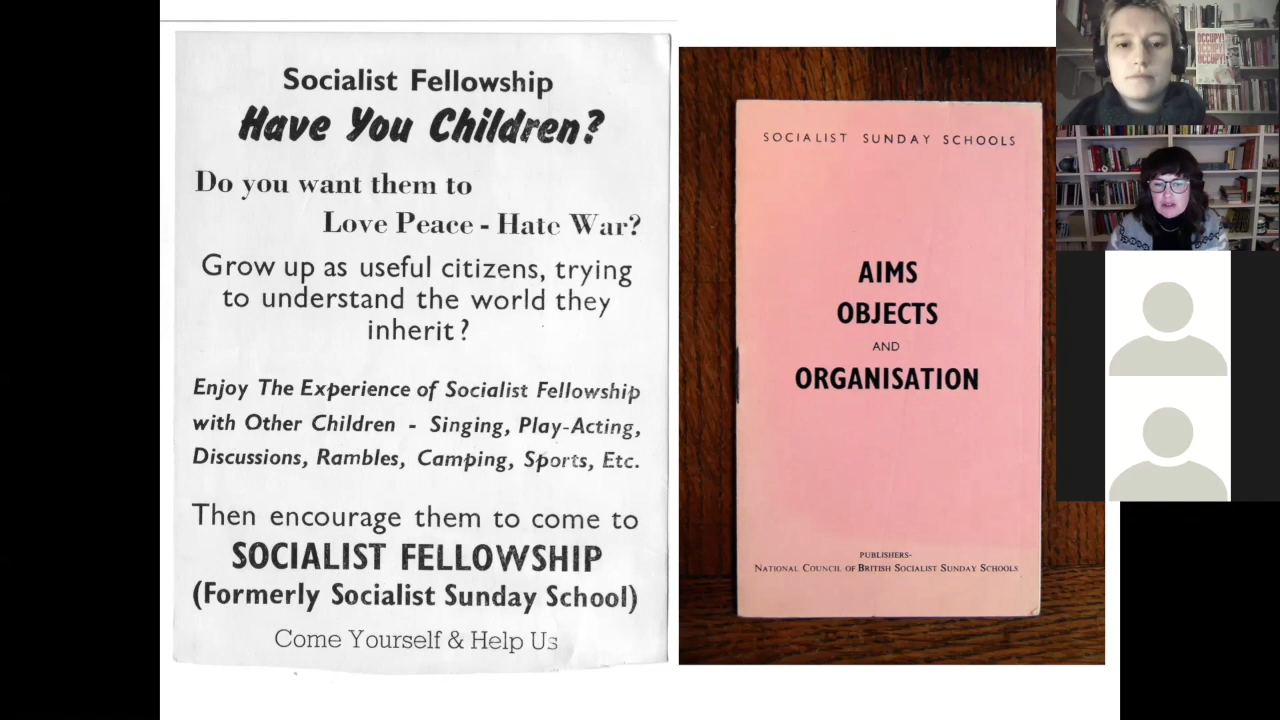 Socialist Fellowship
Have You Children?
Do you want them to
Love Peace - Hate War?
Grow up as useful citizens, trying
to understand the world they
inherit?
Enjoy The Experience of Socialist Fellowship
with Other Children - Singing, Play-Acting,
Discussions, Rambles, Camping, Sports, Etc.
Then encourage them to come to
SOCIALIST FELLOWSHIP
(Formerly Socialist Sunday School)
Come Yourself & Help Us
SOCIALIST SUNDAY SCHOOLS
AIMS
OBJECTS
AND
ORGANISATION
PUBLISHERS-
NATIONAL COUNCIL OF BRITISH SOCIALIST SUNDAY SCHOOLS
OCCUPY!
OCCUPY!
OCCUPY!